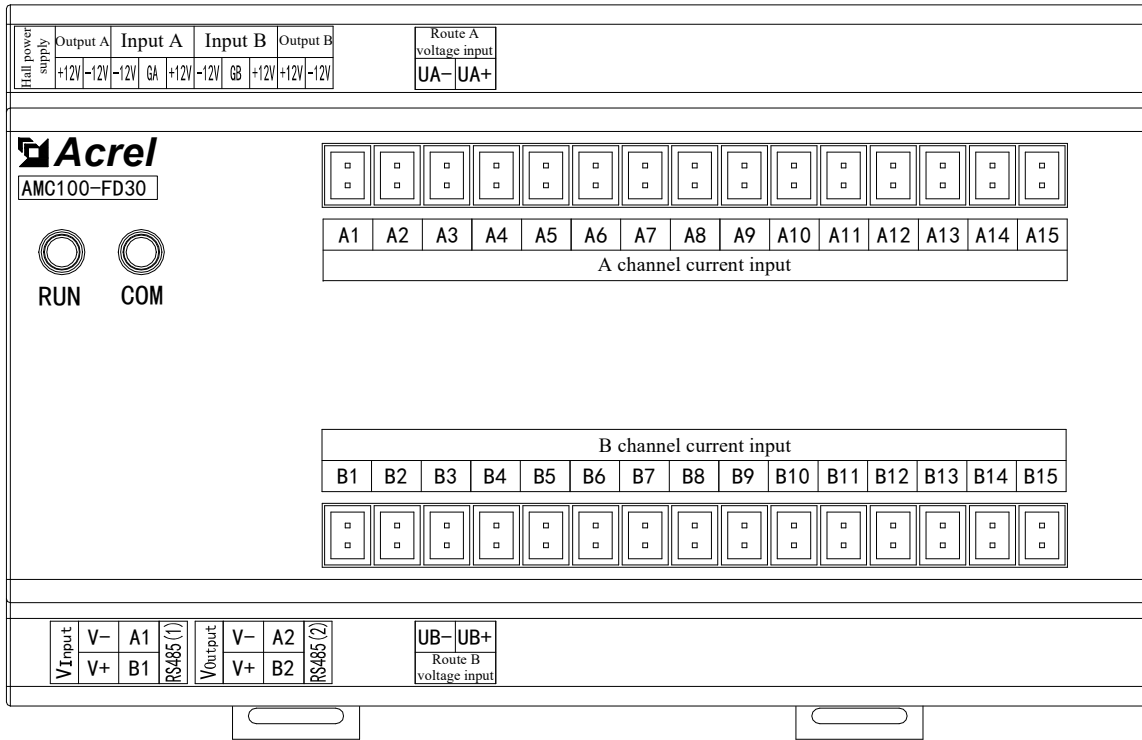 Hall power
supply
Output A Input A Input B Output B
+12V -12V -12V GA +12V -12V GB +12V +12V -12V
Route A
voltage input
UA- UA+
Acrel
AMC100-FD30
RUN COM
A1 A2 A3 A4 A5 A6 A7 A8 A9 A10 A11 A12 A13 A14 A15
A channel current input
B channel current input
B1 B2 B3 B4 B5 B6 B7 B8 B9 B10 B11 B12 B13 B14 B15
VInput
V- A1
V+ B1
RS485(1)
VOutput
V- A2
V+ B2
RS485(2)
UB- UB+
Route B
voltage input